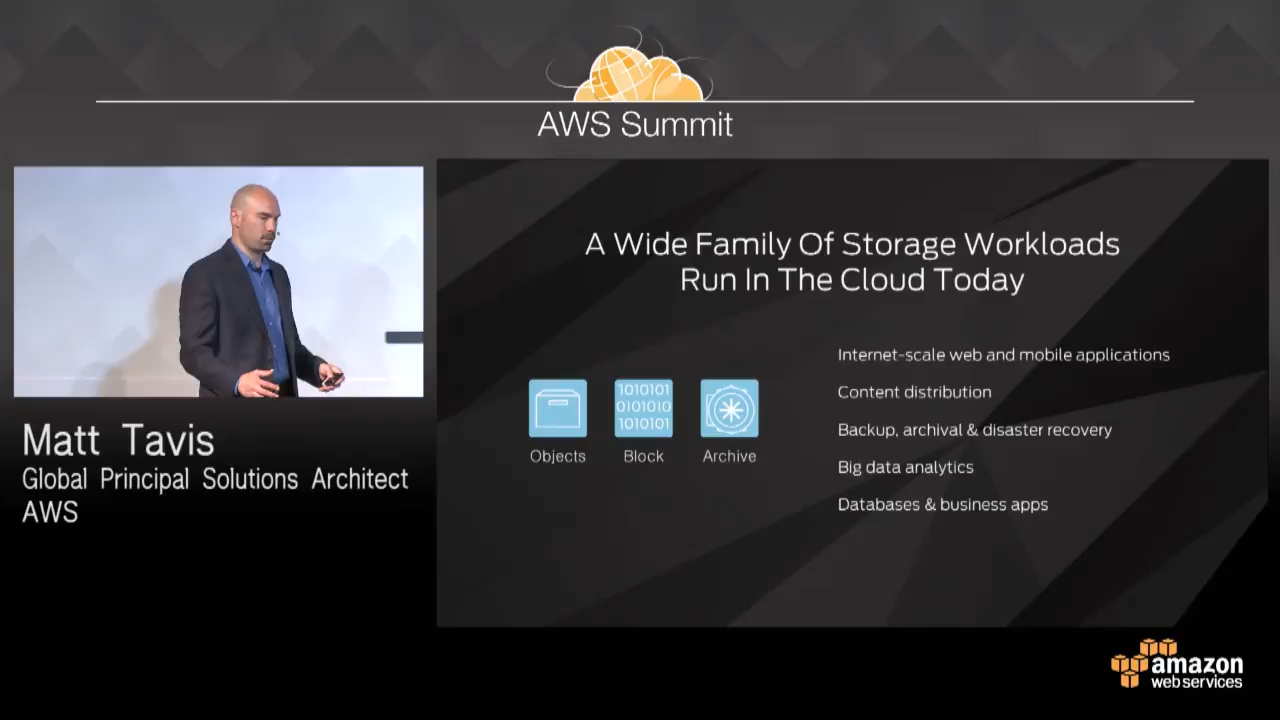 AWS Summit
Matt Tavis
Global Principal Solutions Architect
AWS
A Wide Family Of Storage Workloads
Run In The Cloud Today
1010101
0101010
1010101
Objects
Block
Archive
Internet-scale web and mobile applications
Content distribution
Backup, archival & disaster recovery
Big data analytics
Databases & business apps
amazon
web services